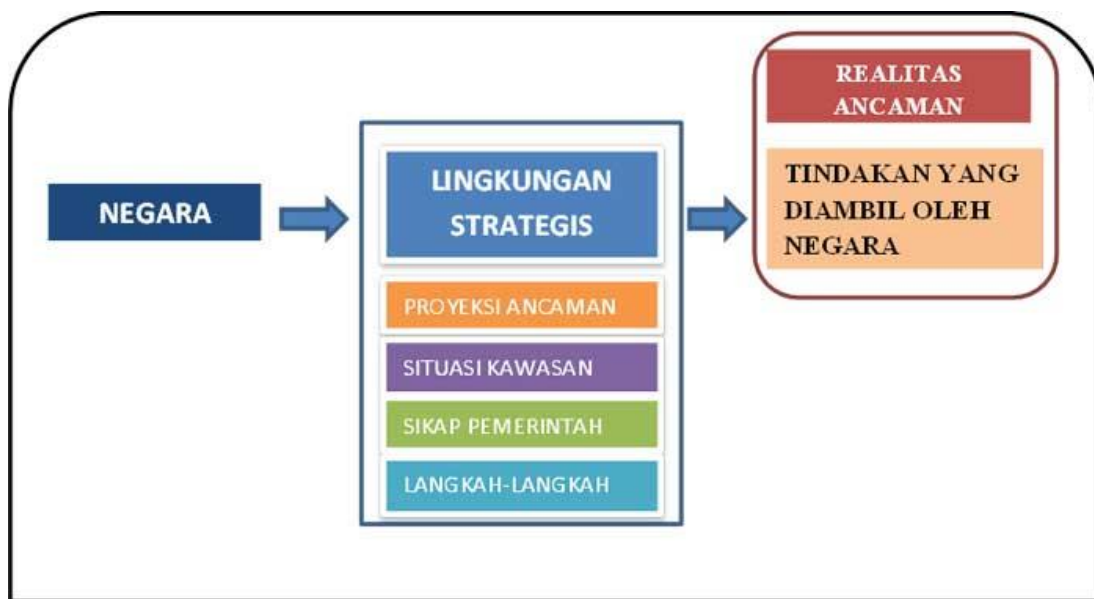 NEGARA
LINGKUNGAN
STRATEGIS
PROYEKSI ANCAMAN
SITUASI KAWASAN
SIKAP PEMERINTAH
LANGKAH-LANGKAH
REALITAS
ANCAMAN
TINDAKAN YANG
DIAMBIL OLEH
NEGARA